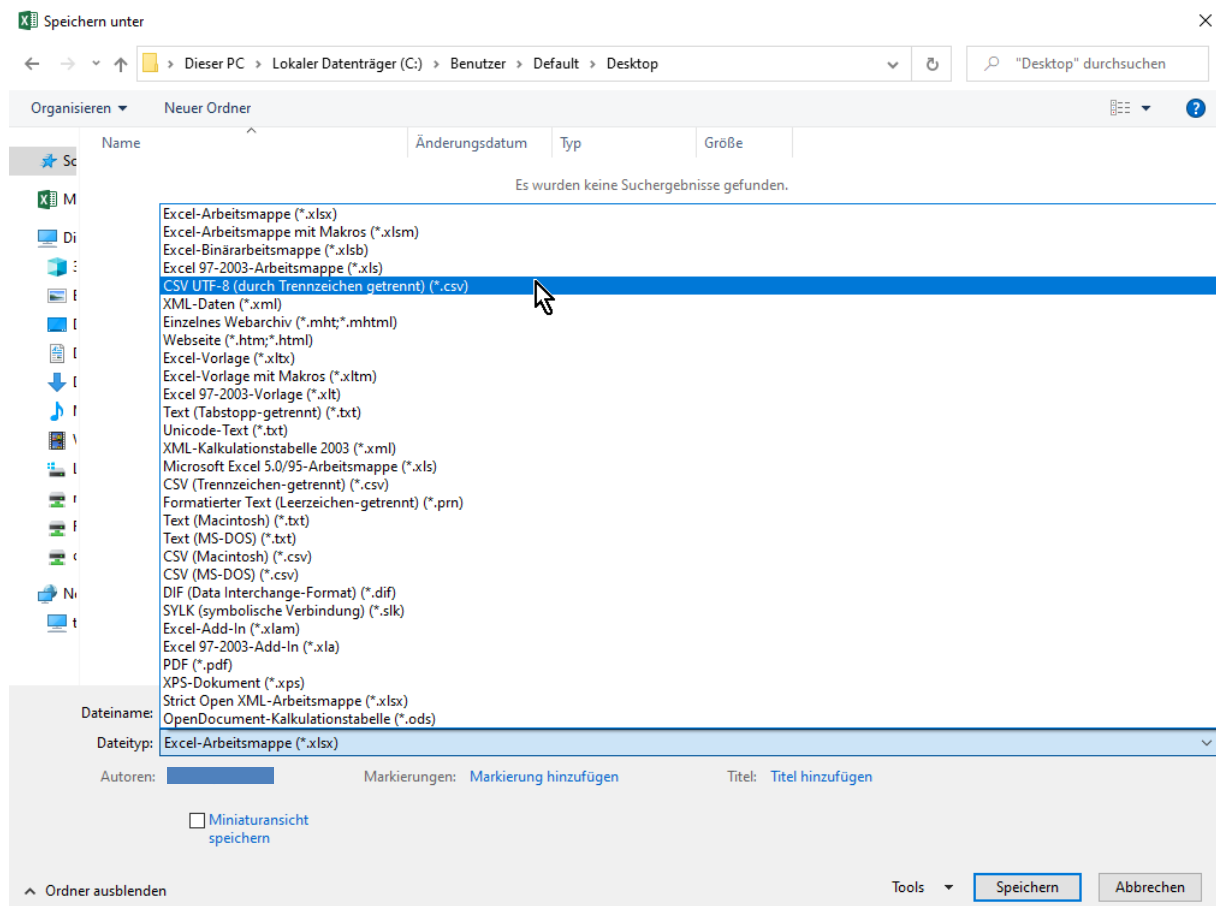 Speichern unter
Dieser PC > Lokaler Datenträger (C:) > Benutzer > Default > Desktop
"Desktop" durchsuchen
Organisieren
Neuer Ordner
Name
Änderungsdatum
Typ
Größe
Es wurden keine Suchergebnisse gefunden.
Excel-Arbeitsmappe (*.xlsx)
Excel-Arbeitsmappe mit Makros (*.xlsm)
Excel-Binärarbeitsmappe (*.xlsb)
Excel 97-2003-Arbeitsmappe (*.xls)
CSV UTF-8 (durch Trennzeichen getrennt) (*.csv)
XML-Daten (*.xml)
Einzelnes Webarchiv (*.mht;*.mhtml)
Webseite (*.htm;*.html)
Excel-Vorlage (*.xltx)
Excel-Vorlage mit Makros (*.xltm)
Excel 97-2003-Vorlage (*.xlt)
Text (Tabstopp-getrennt) (*.txt)
Unicode-Text (*.txt)
XML-Kalkulationstabelle 2003 (*.xml)
Microsoft Excel 5.0/95-Arbeitsmappe (*.xls)
CSV (Trennzeichen-getrennt) (*.csv)
Formatierter Text (Leerzeichen-getrennt) (*.prn)
Text (Macintosh) (*.txt)
Text (MS-DOS) (*.txt)
CSV (Macintosh) (*.csv)
CSV (MS-DOS) (*.csv)
DIF (Data Interchange-Format) (*.dif)
SYLK (symbolische Verbindung) (*.slk)
Excel-Add-In (*.xlam)
Excel 97-2003-Add-In (*.xla)
PDF (*.pdf)
XPS-Dokument (*.xps)
Strict Open XML-Arbeitsmappe (*.xlsx)
OpenDocument-Kalkulationstabelle (*.ods)
Dateiname:
Dateityp: Excel-Arbeitsmappe (*.xlsx)
Autoren:
Markierungen: Markierung hinzufügen
Titel: Titel hinzufügen
Miniaturansicht
speichern
Ordner ausblenden
Tools
Speichern
Abbrechen